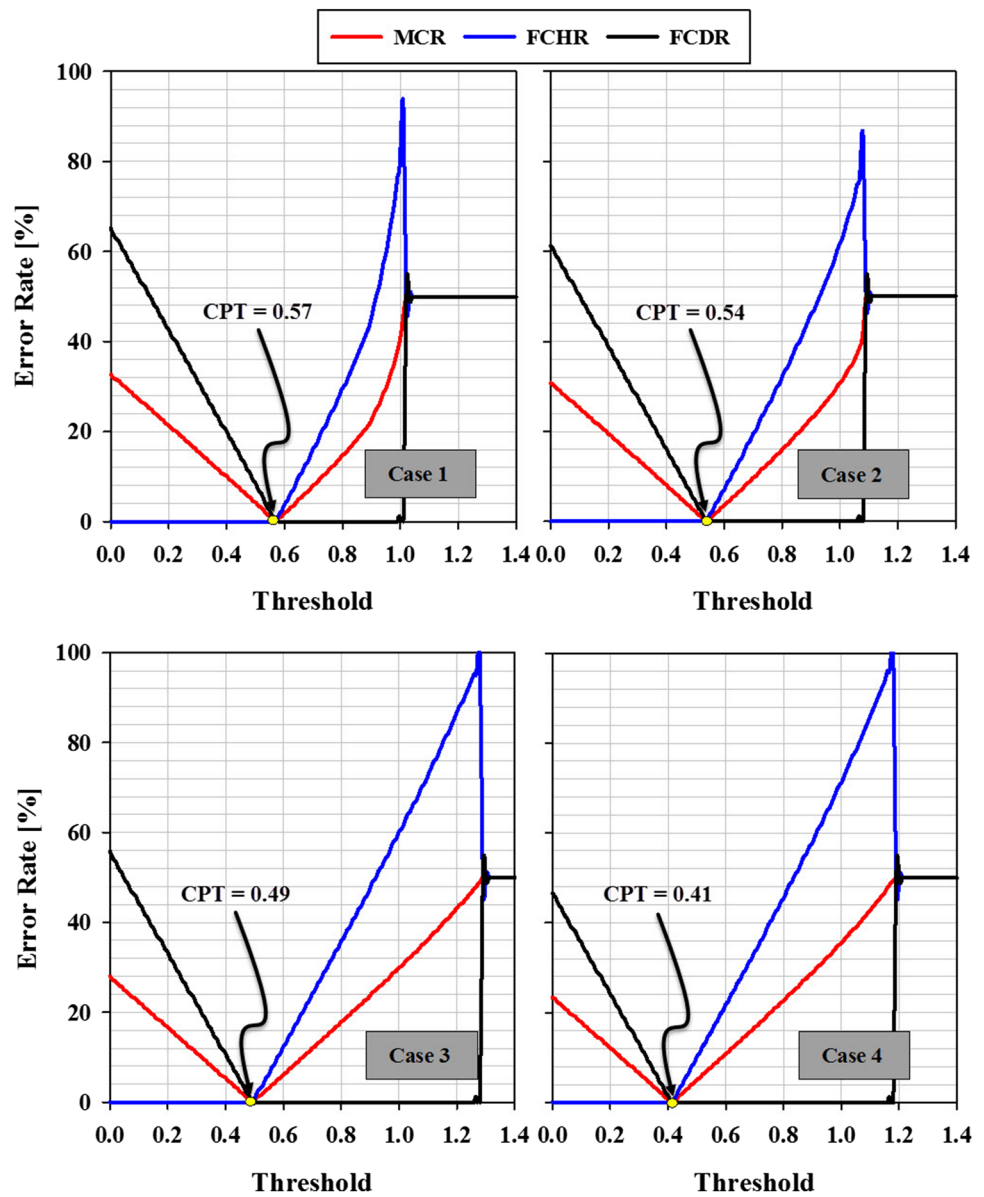 MCR FCHR FCDR
100
80
60
40
20
0
Error Rate [%]
CPT = 0.57
Case 1
0.0 0.2 0.4 0.6 0.8 1.0 1.2 1.4
Threshold
CPT = 0.54
Case 2
0.0 0.2 0.4 0.6 0.8 1.0 1.2 1.4
Threshold
100
80
60
40
20
0
Error Rate [%]
CPT = 0.49
Case 3
0.0 0.2 0.4 0.6 0.8 1.0 1.2 1.4
Threshold
CPT = 0.41
Case 4
0.0 0.2 0.4 0.6 0.8 1.0 1.2 1.4
Threshold